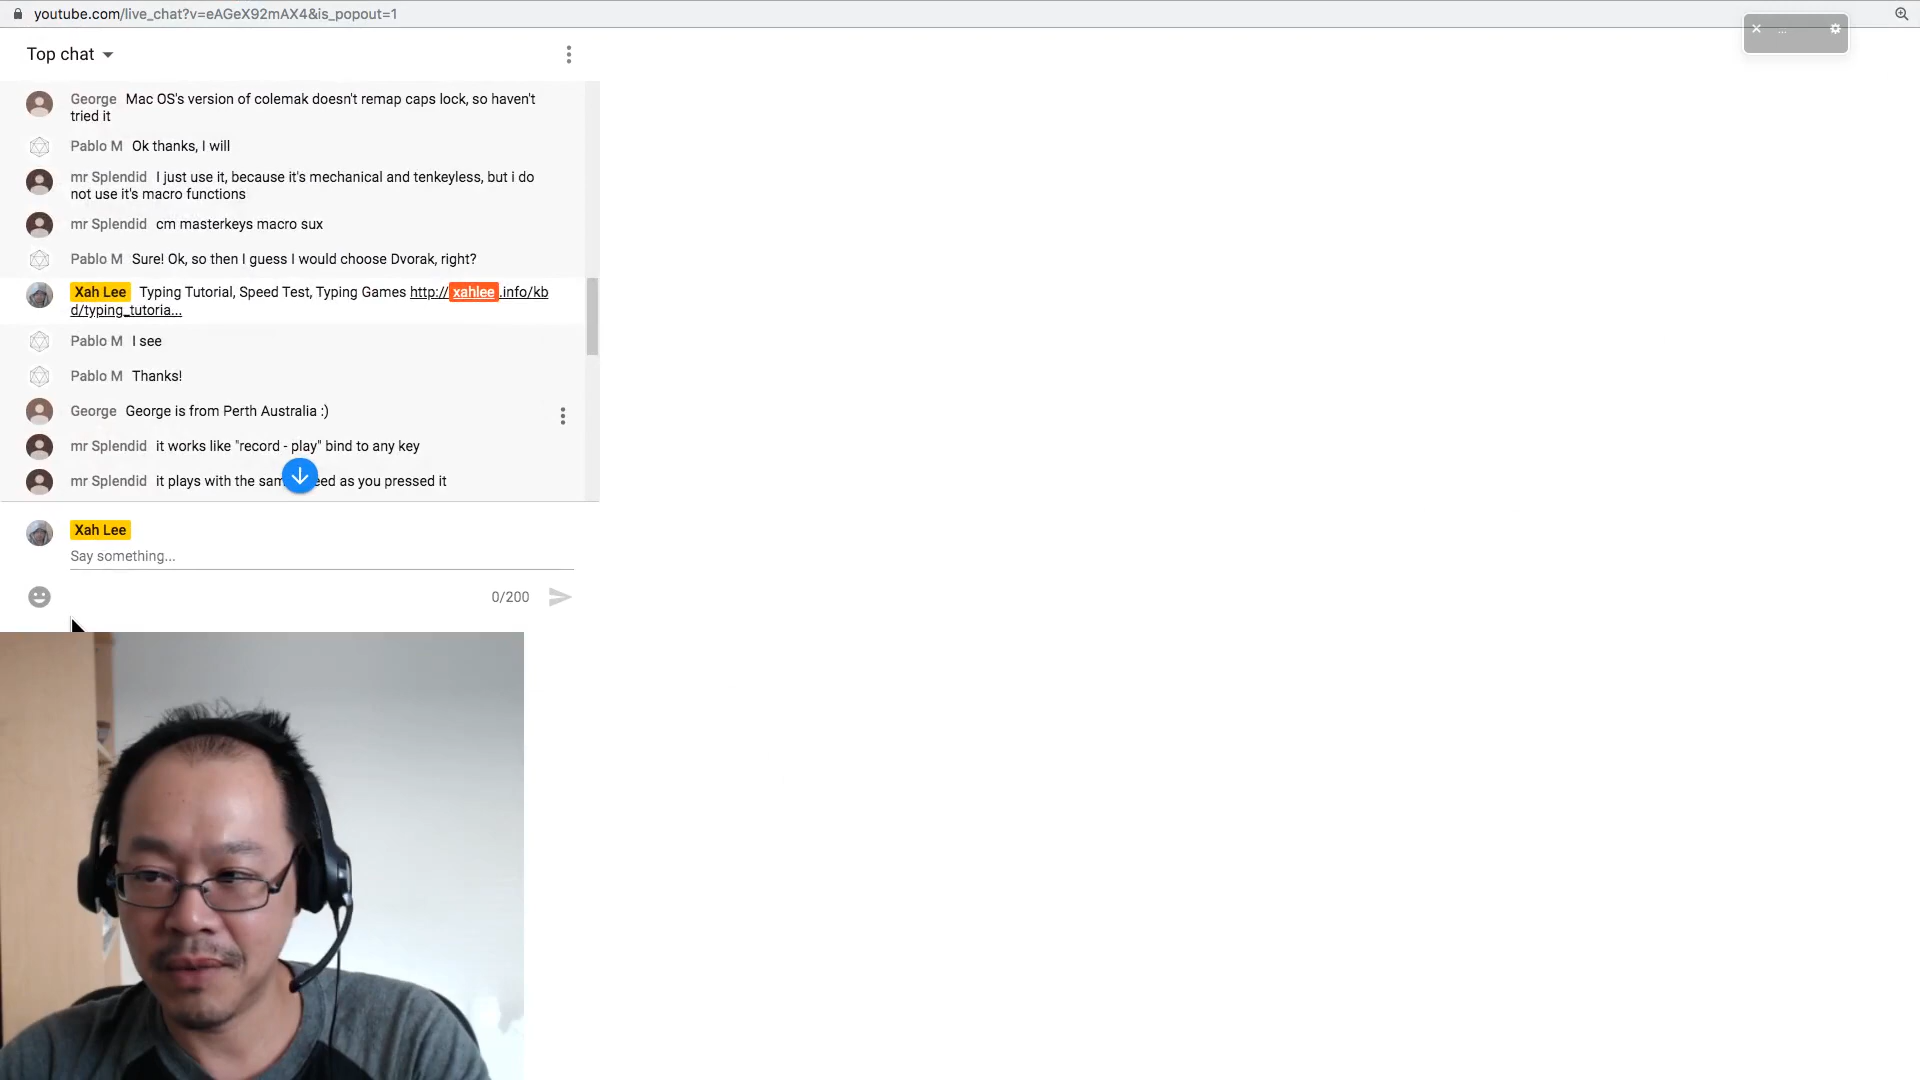 youtube.com/live_chat?v=eAGeX92mAX4&is_popout=1
Top chat
George Mac OS's version of colemak doesn't remap caps lock, so haven't
tried it
Pablo M Ok thanks, I will
mr Splendid I just use it, because it's mechanical and tenkeyless, but i do
not use it's macro functions
mr Splendid cm masterkeys macro sux
Pablo M Sure! Ok, so then I guess I would choose Dvorak, right?
Xah Lee Typing Tutorial, Speed Test, Typing Games http://xahlee.info/kb
d/typing_tutoria...
Pablo M I see
Pablo M Thanks!
George George is from Perth Australia :)
mr Splendid it works like "record - play" bind to any key
mr Splendid it plays with the sam eed as you pressed it
Xah Lee
Say something...
0/200